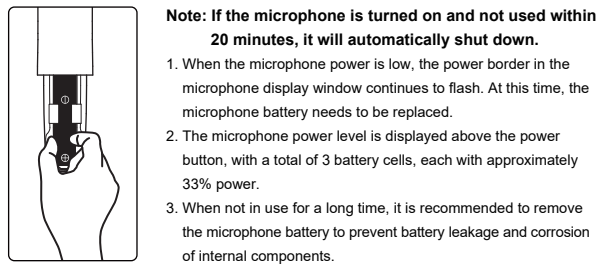 Note: If the microphone is turned on and not used within
20 minutes, it will automatically shut down.
1. When the microphone power is low, the power border in the
microphone display window continues to flash. At this time, the
microphone battery needs to be replaced.
2. The microphone power level is displayed above the power
button, with a total of 3 battery cells, each with approximately
33% power.
3. When not in use for a long time, it is recommended to remove
the microphone battery to prevent battery leakage and corrosion
of internal components.